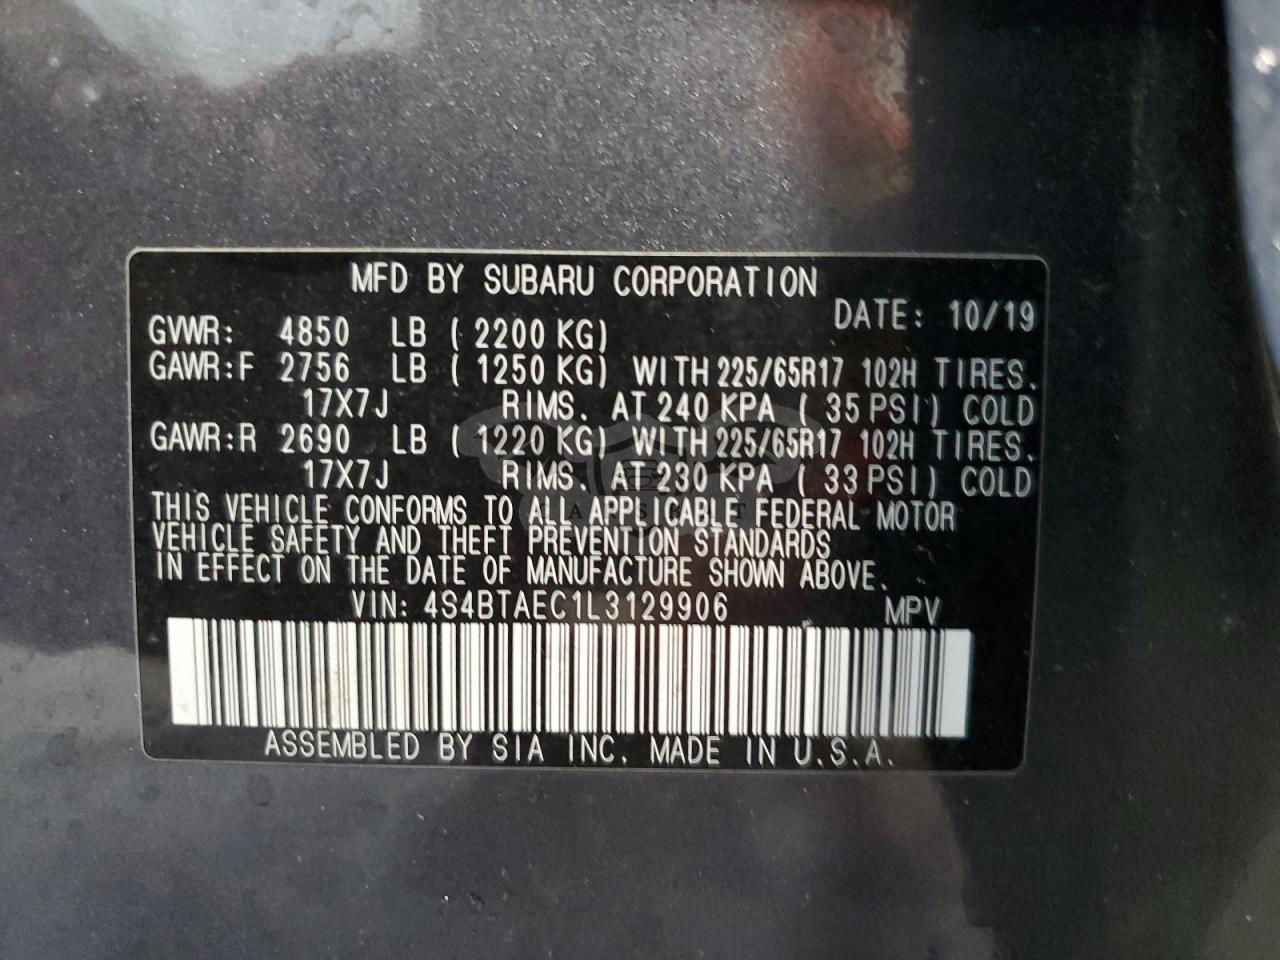 MFD BY SUBARU CORPORATION
DATE: 10/19
GVWR: 4850 LB ( 2200 KG)
GAWR:F 2756 LB ( 1250 KG) WITH 225/65R17 102H TIRES.
17X7J RIMS. AT 240 KPA ( 35 PSI) COLD
GAWR:R 2690 LB ( 1220 KG) WITH 225/65R17 102H TIRES.
17X7J RIMS. AT 230 KPA ( 33 PSI) COLD
THIS VEHICLE CONFORMS TO ALL APPLICABLE FEDERAL MOTOR
VEHICLE SAFETY AND THEFT PREVENTION STANDARDS
IN EFFECT ON THE DATE OF MANUFACTURE SHOWN ABOVE.
VIN: 4S4BTAEC1L3129906 MPV
ASSEMBLED BY SIA INC. MADE IN U.S.A.